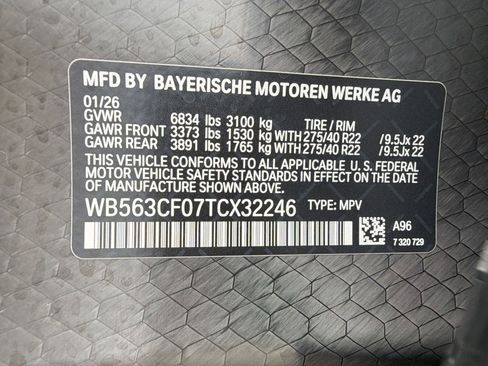 MFD BY BAYERISCHE MOTOREN WERKE AG
01/26
GVWR 6834 lbs 3100 kg TIRE / RIM
GAWR FRONT 3373 lbs 1530 kg WITH 275/40 R22 /9.5Jx 22
GAWR REAR 3891 lbs 1765 kg WITH 275/40 R22 /9.5Jx 22
THIS VEHICLE CONFORMS TO ALL APPLICABLE U. S. FEDERAL
MOTOR VEHICLE SAFETY STANDARDS IN EFFECT ON THE DATE
OF MANUFACTURE SHOWN ABOVE.
WB563CF07TCX32246 TYPE: MPV
A96
7 320 729